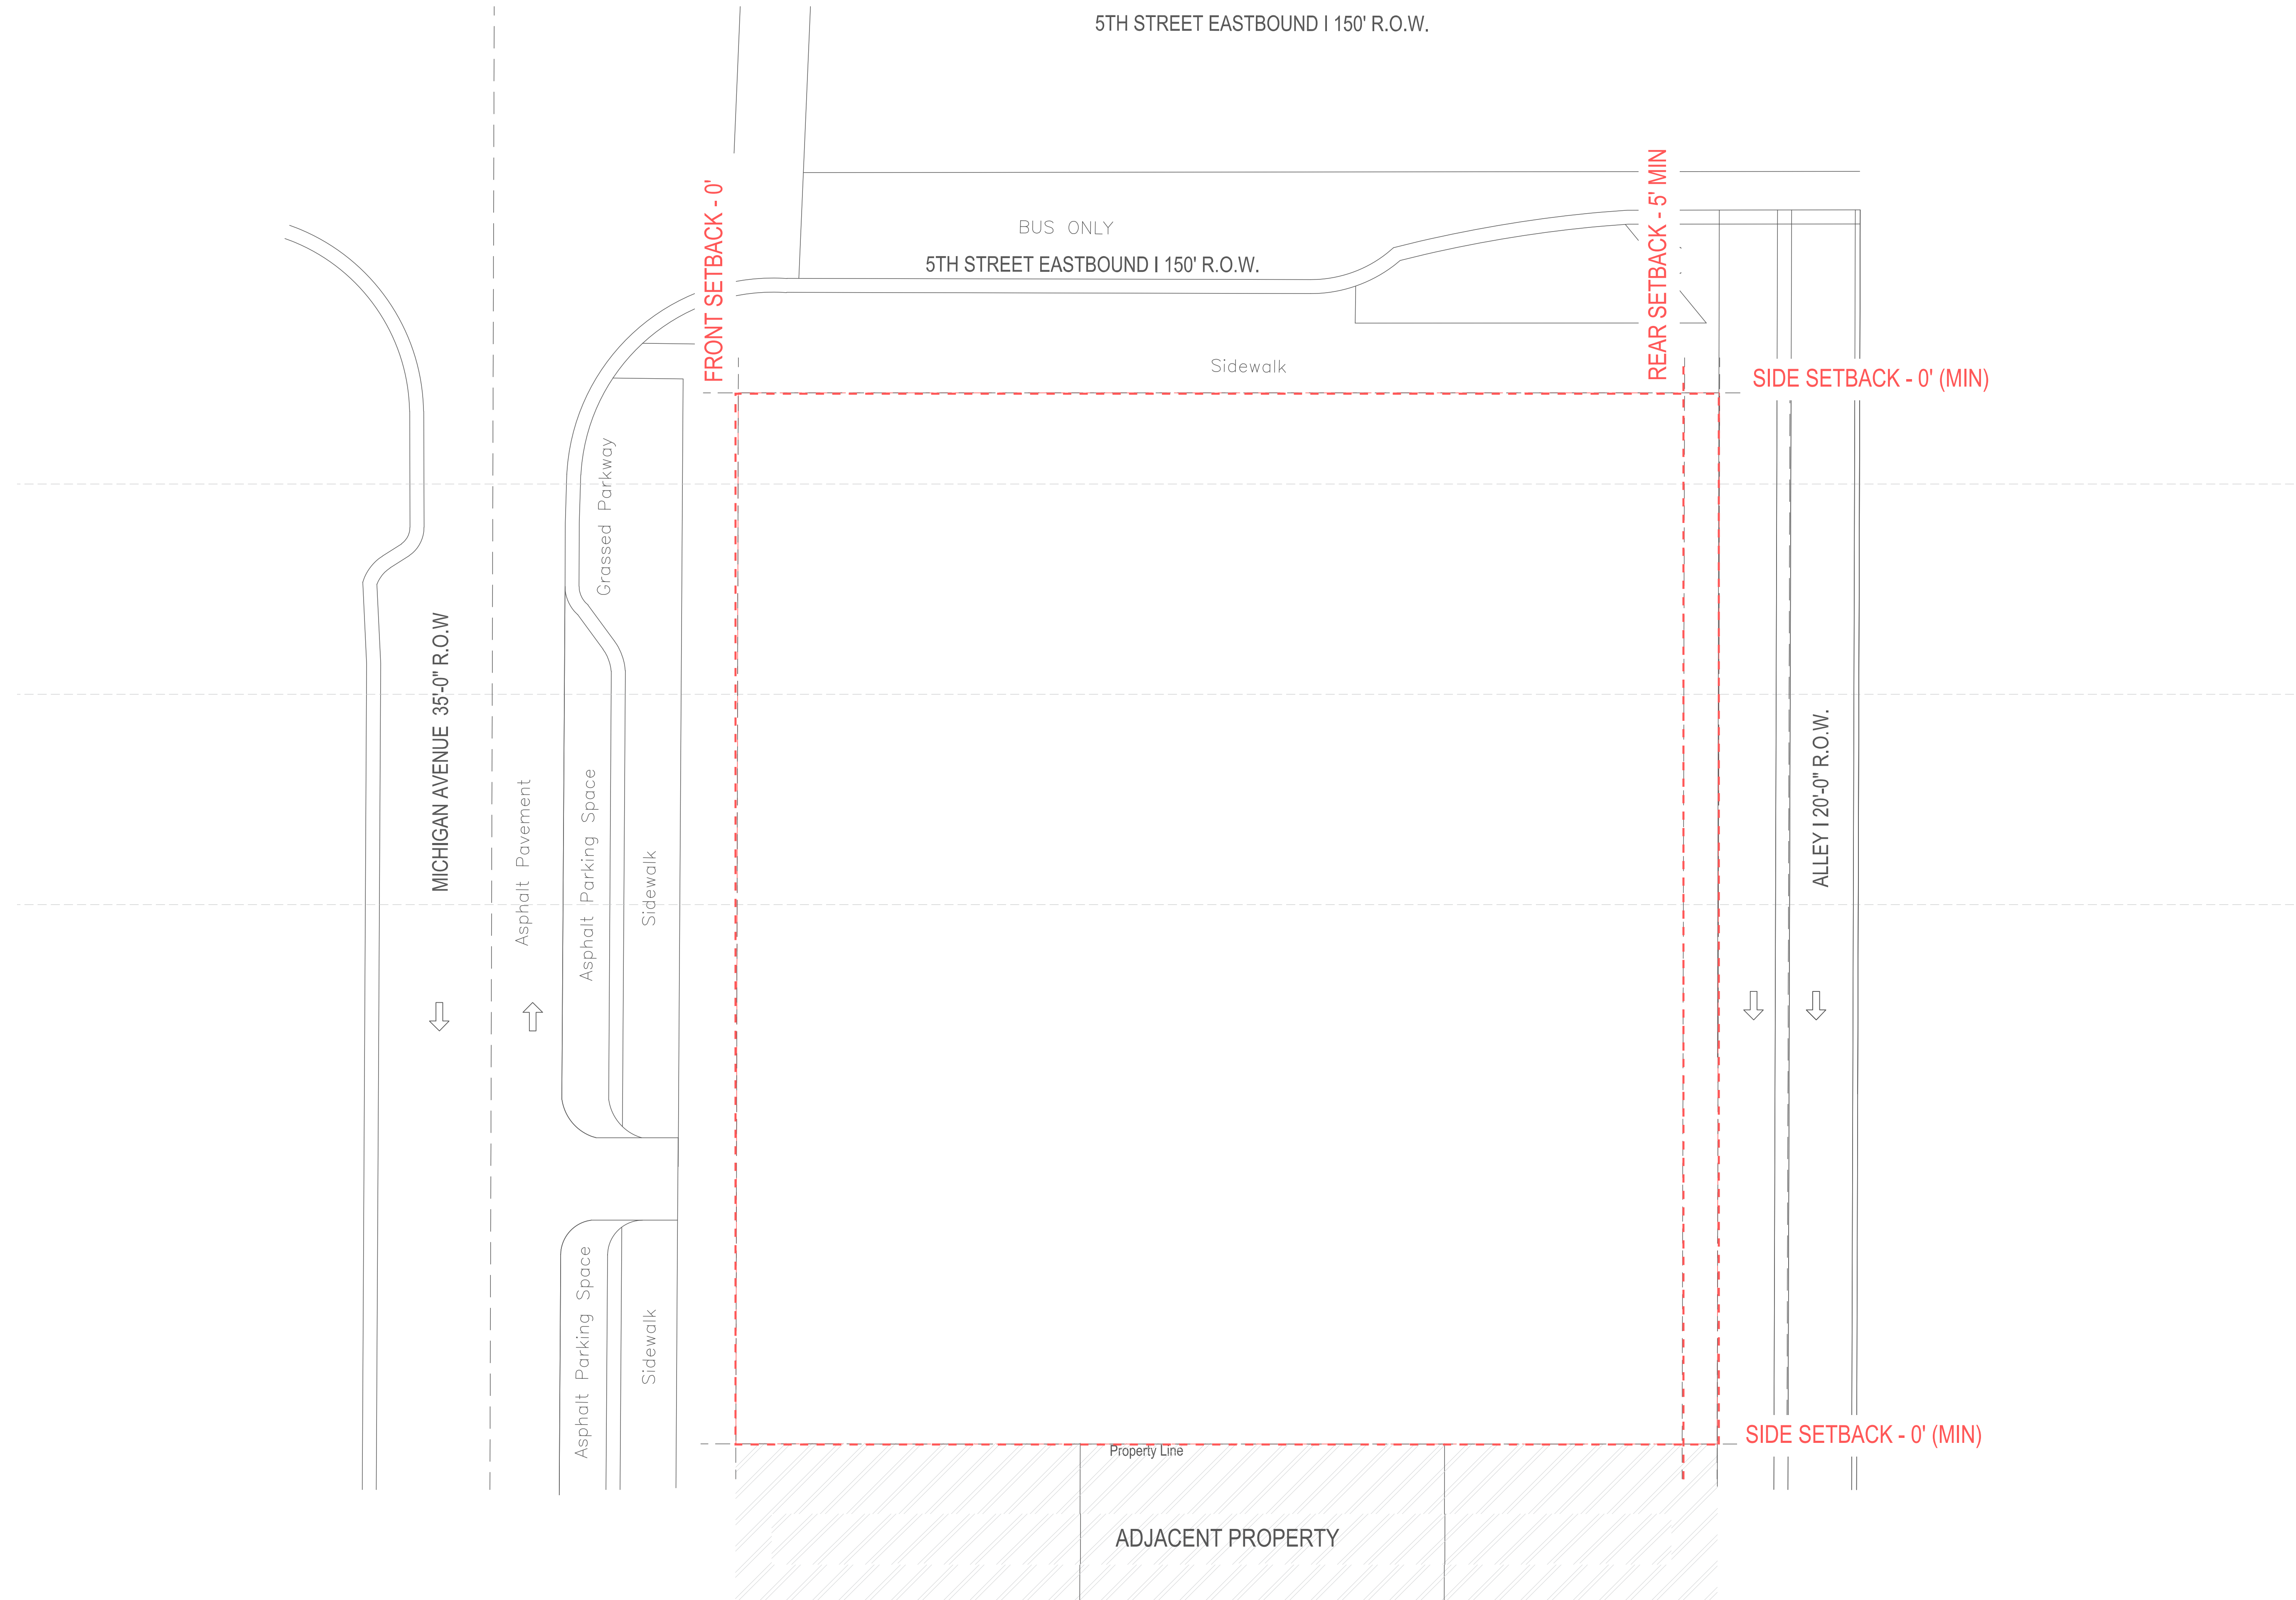 5TH STREET EASTBOUND I 150' R.O.W.
FRONT SETBACK - 0'
REAR SETBACK - 5' MIN
BUS ONLY
5TH STREET EASTBOUND I 150' R.O.W.
Sidewalk
SIDE SETBACK - 0' (MIN)
Grassed Parkway
MICHIGAN AVENUE 35'-0" R.O.W
Asphalt Pavement
Asphalt Parking Space
Sidewalk
ALLEY I 20'-0" R.O.W.
Asphalt Parking Space
Sidewalk
SIDE SETBACK - 0' (MIN)
Property Line
ADJACENT PROPERTY